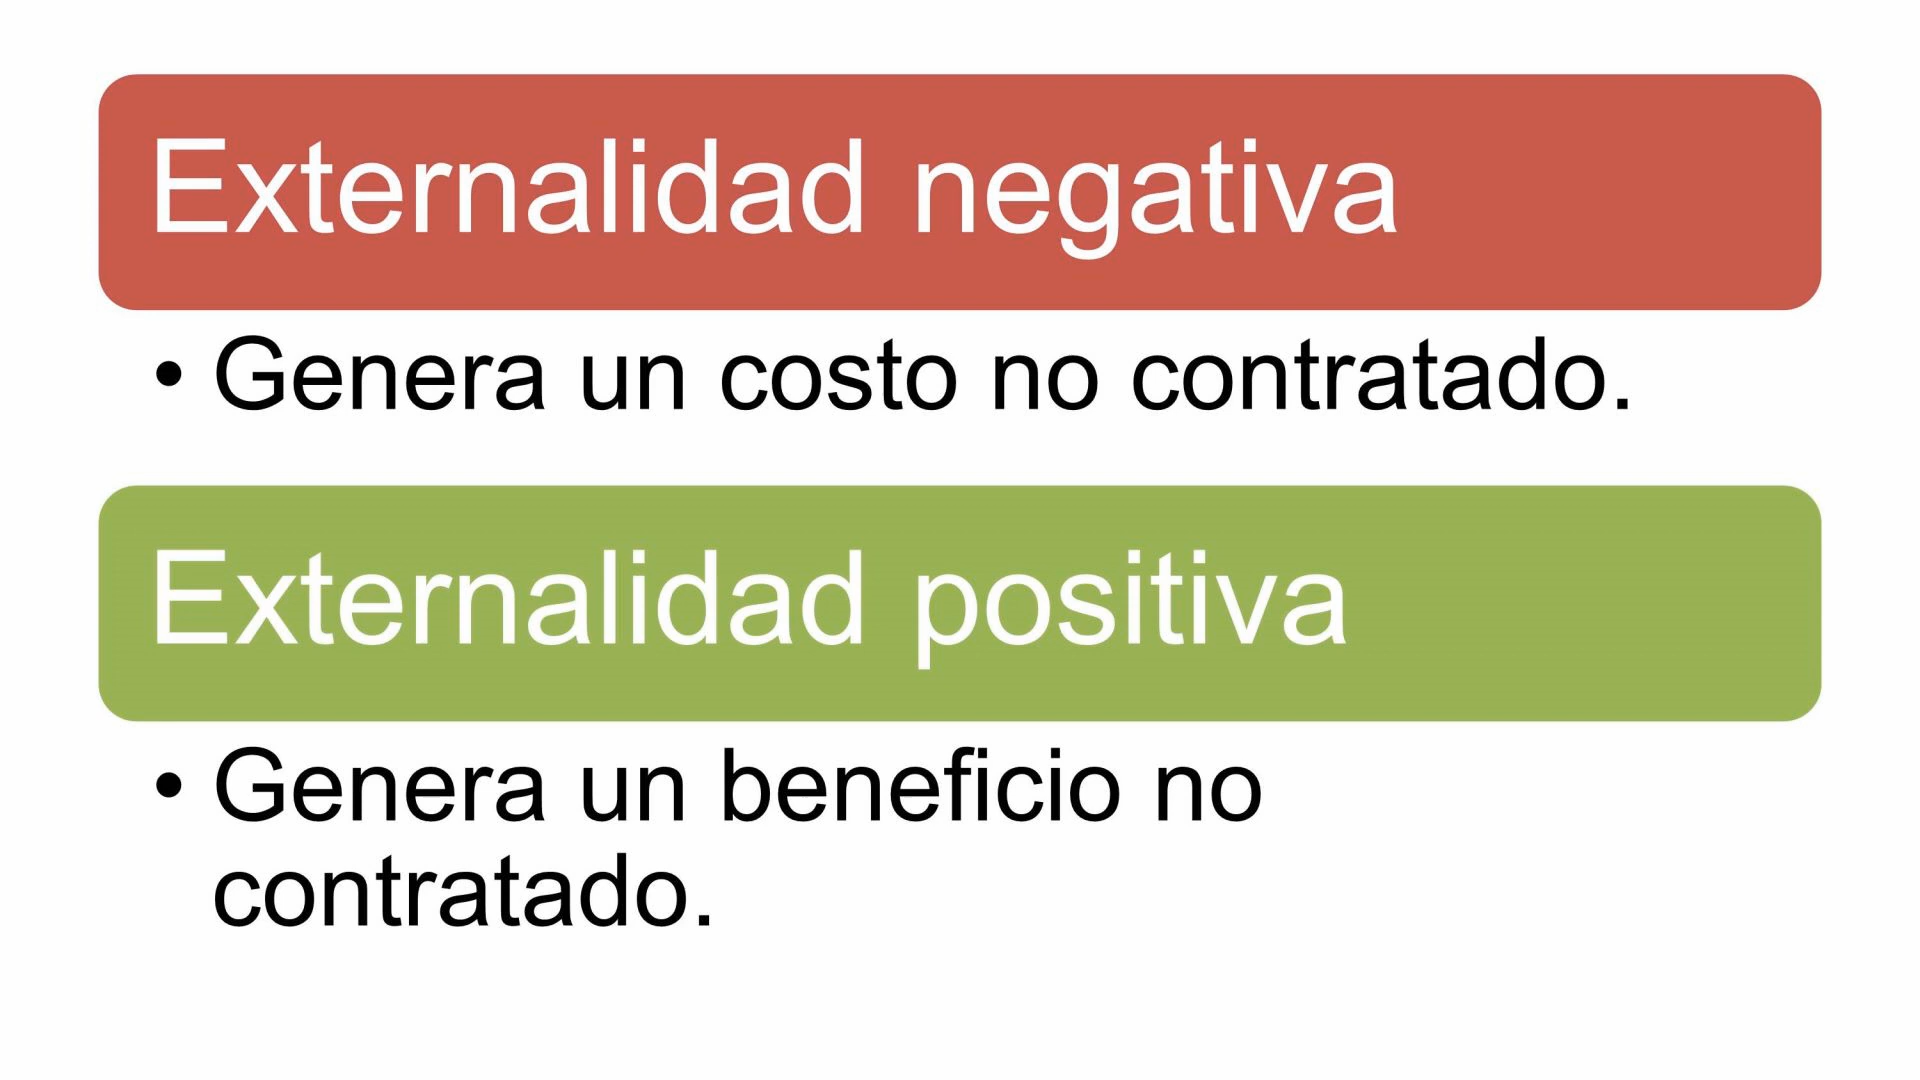 Externalidad negativa
• Genera un costo no contratado.
Externalidad positiva
• Genera un beneficio no
contratado.